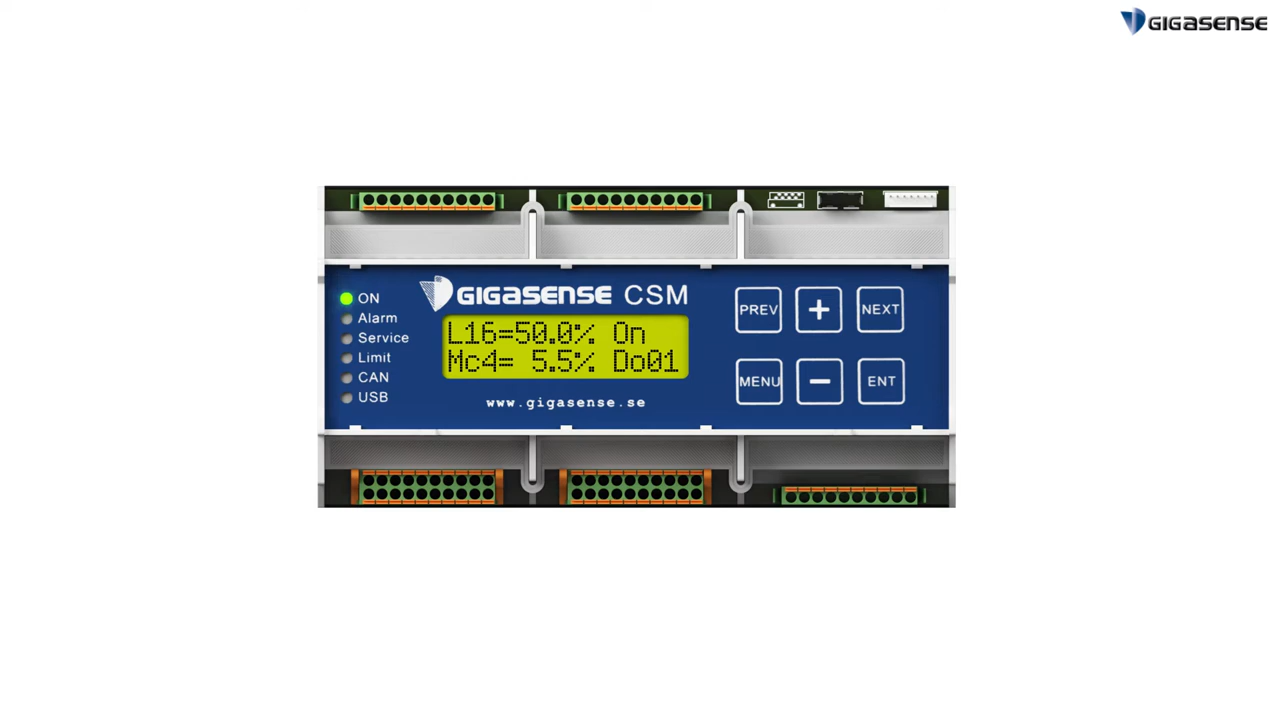 GIGASENSE
ON
Alarm
Service
Limit
CAN
USB
GIGASENSE CSM
L16=50.0% On
Mc4= 5.5% Do01
www.gigasense.se
PREV + NEXT
MENU - ENT